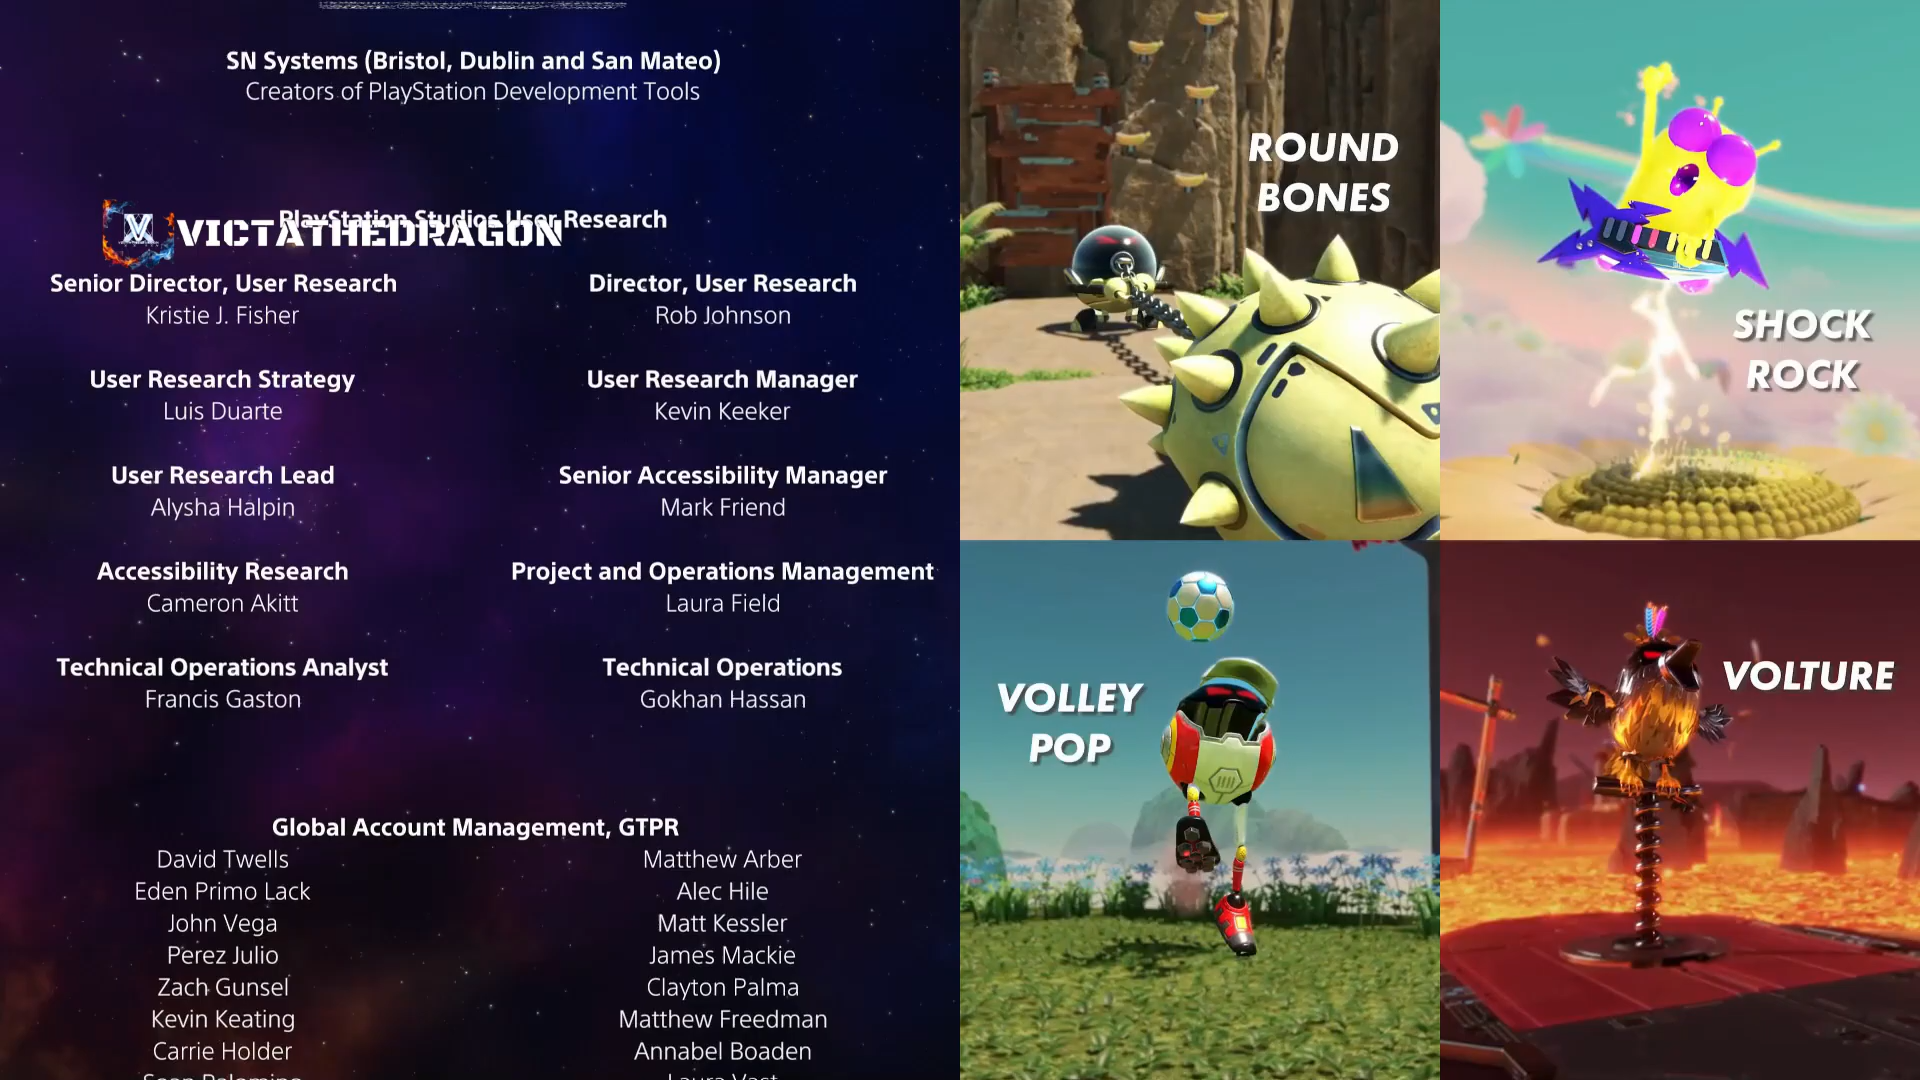 SN Systems (Bristol, Dublin and San Mateo)
Creators of PlayStation Development Tools
PlayStation Studios User Research
VICTATHEDRAGON
Senior Director, User Research
Kristie J. Fisher
Director, User Research
Rob Johnson
User Research Strategy
Luis Duarte
User Research Manager
Kevin Keeker
User Research Lead
Alysha Halpin
Senior Accessibility Manager
Mark Friend
Accessibility Research
Cameron Akitt
Project and Operations Management
Laura Field
Technical Operations Analyst
Francis Gaston
Technical Operations
Gokhan Hassan
Global Account Management, GTPR
David Twells
Matthew Arber
Eden Primo Lack
Alec Hile
John Vega
Matt Kessler
Perez Julio
James Mackie
Zach Gunsel
Clayton Palma
Kevin Keating
Matthew Freedman
Carrie Holder
Annabel Boaden
ROUND
BONES
SHOCK
ROCK
VOLLEY
POP
VOLTURE